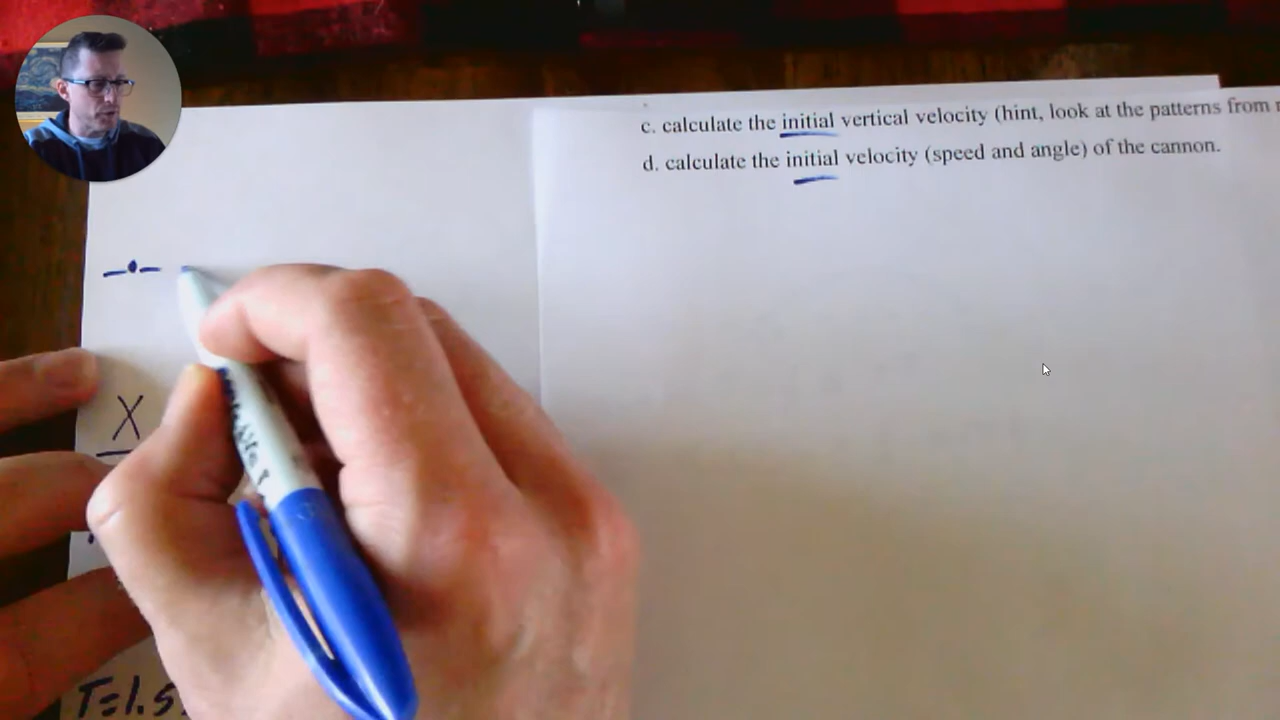 c. calculate the initial vertical velocity (hint, look at the patterns from
d. calculate the initial velocity (speed and angle) of the cannon.
X